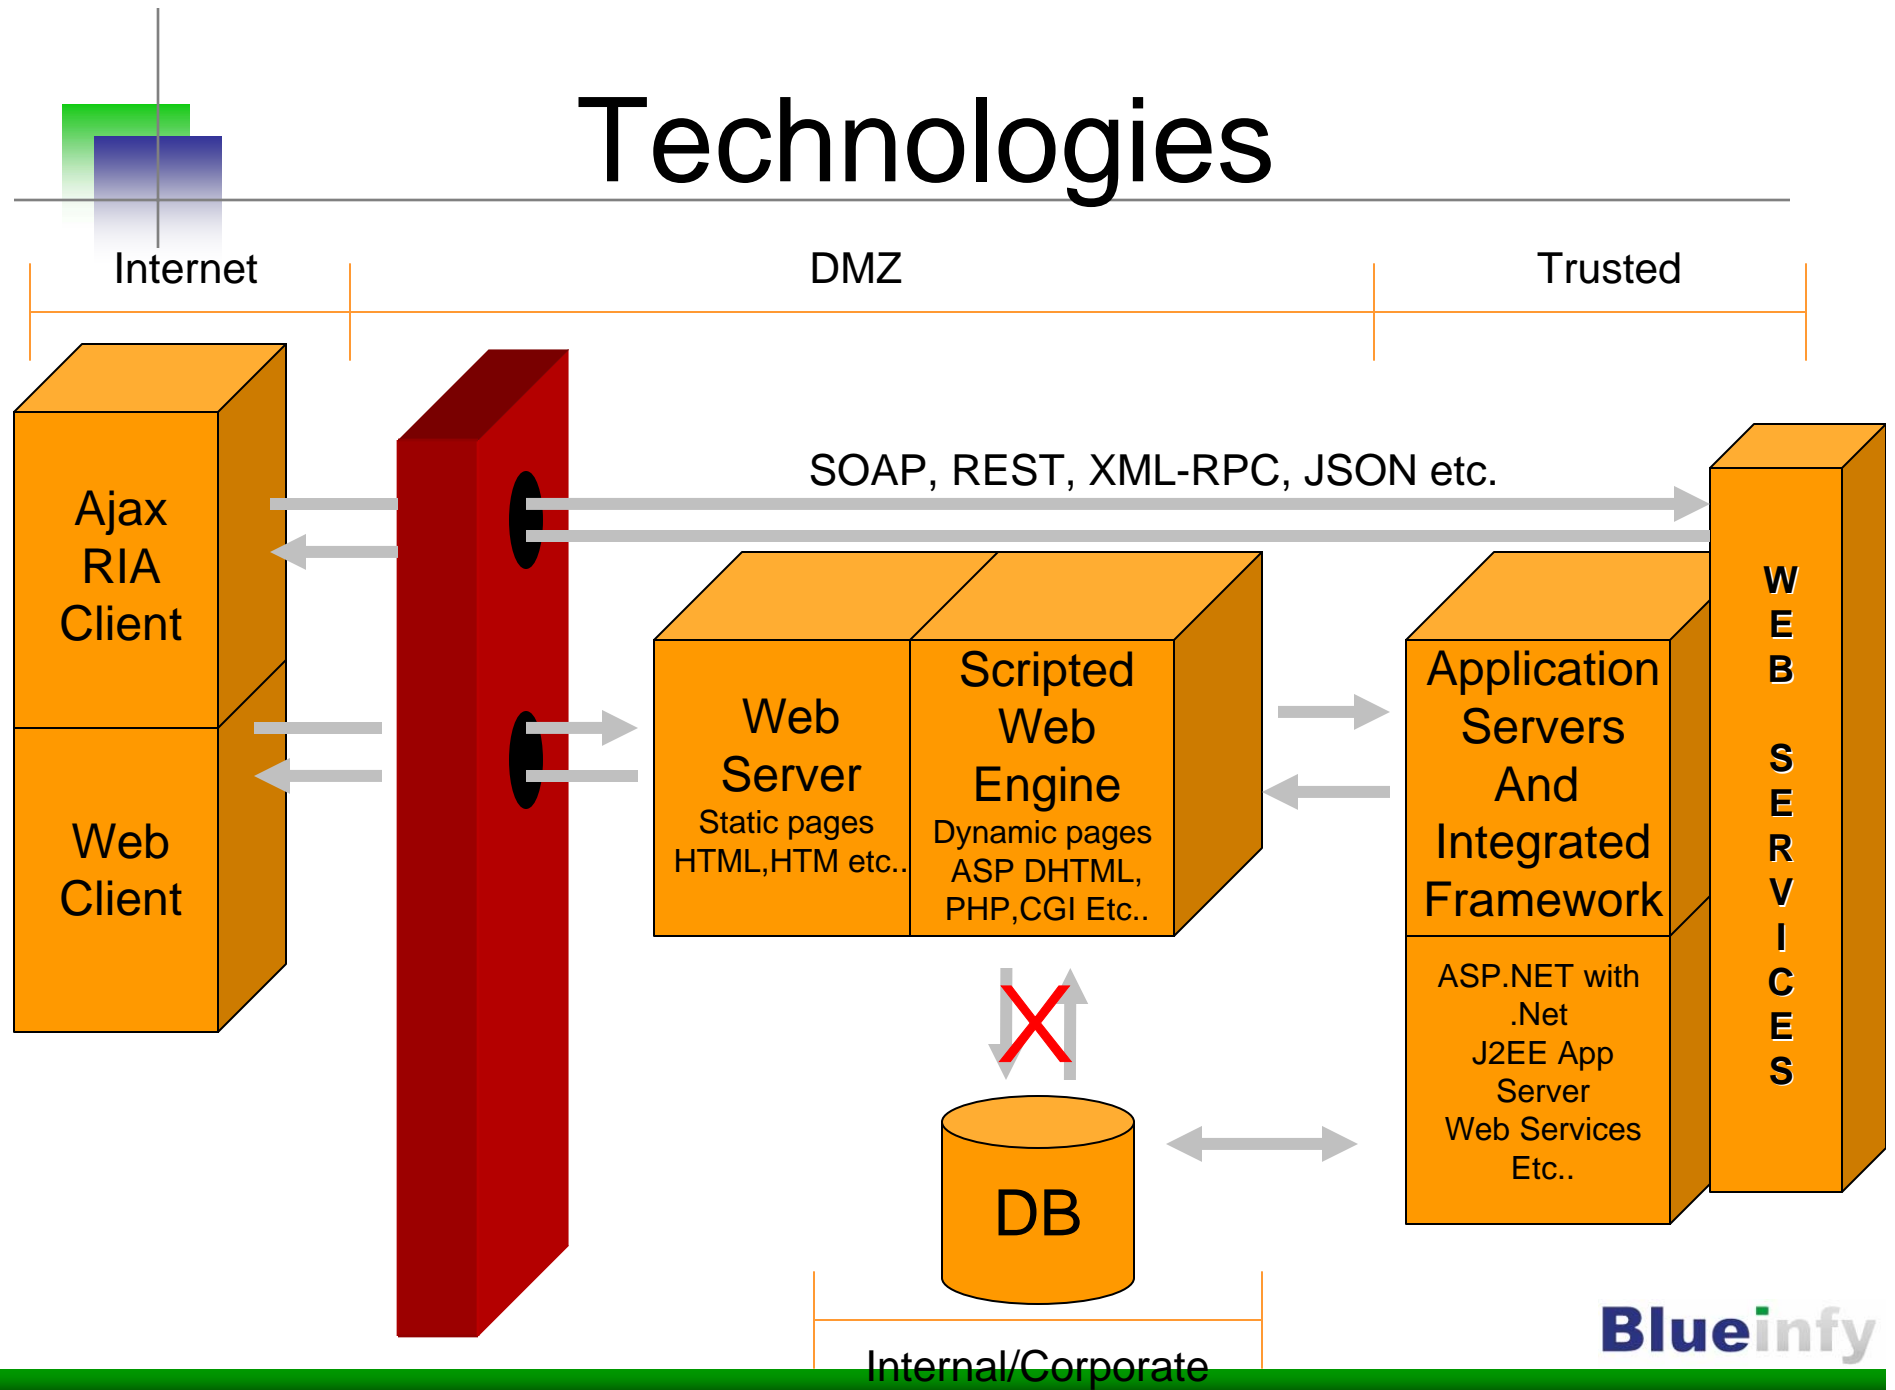 Technologies
Internet
DMZ
Trusted
SOAP, REST, XML-RPC, JSON etc.
Ajax
RIA
Client
Web
Client
Web
Server
Static pages
HTML,HTM etc..
Scripted
Web
Engine
Dynamic pages
ASP DHTML,
PHP,CGI Etc..
X
DB
Internal/Corporate
Application
Servers
And
Integrated
Framework
ASP.NET with
.Net
J2EE App
Server
Web Services
Etc..
W
E
B
S
E
R
V
I
C
E
S
Blueinfy